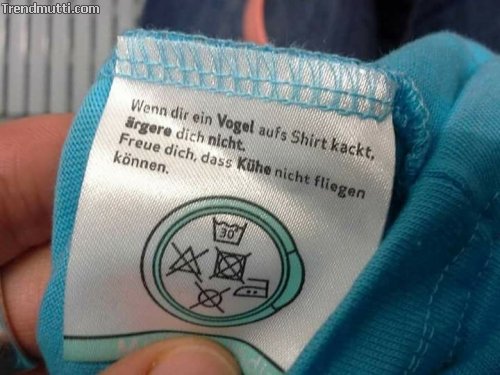 Trendmutti.com
Wenn dir ein Vogel aufs Shirt kackt,
ärgere dich nicht.
Freue dich, dass Kühe nicht fliegen
können.
30°